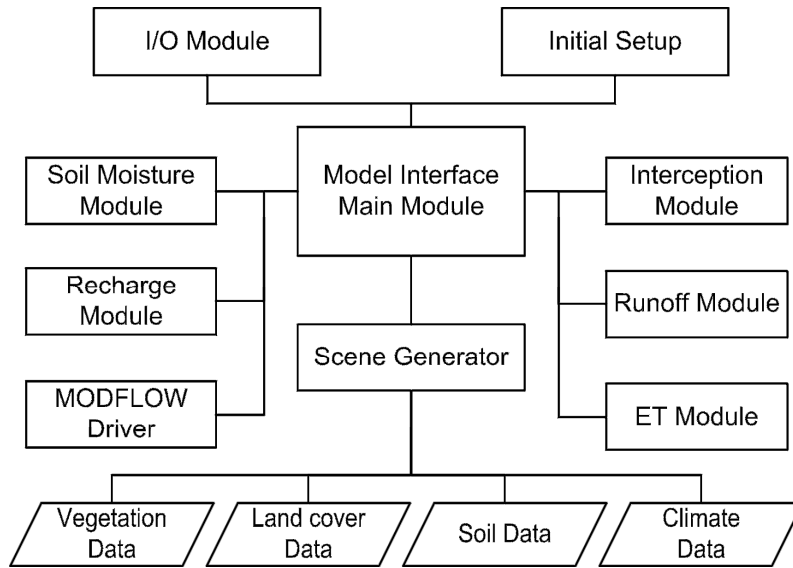 I/O Module
Initial Setup
Soil Moisture
Module
Model Interface
Main Module
Interception
Module
Recharge
Module
Runoff Module
Scene Generator
MODFLOW
Driver
ET Module
Vegetation
Data
Land cover
Data
Soil Data
Climate
Data